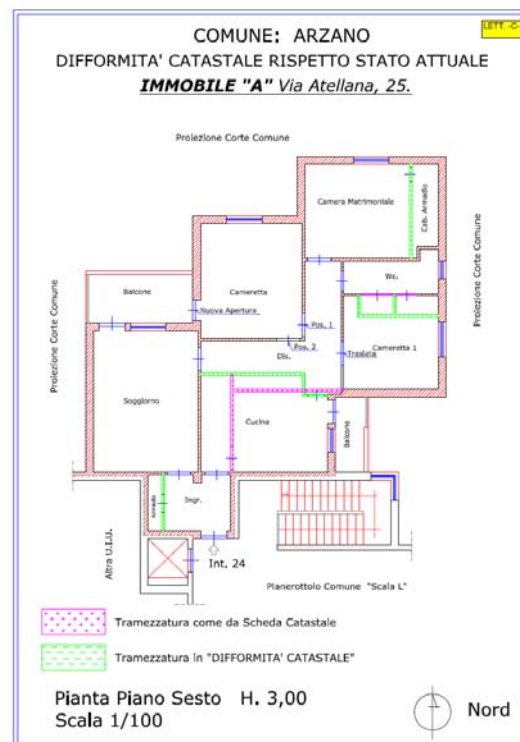 LETT. -C-
COMUNE: ARZANO
DIFFORMITA' CATASTALE RISPETTO STATO ATTUALE
IMMOBILE "A" Via Atellana, 25.
Proiezione Corte Comune
Camera Matrimoniale
Cab. Armadio
Proiezione Corte Comune
Wc.
Proiezione Corte Comune
Balcone
Cameretta
Nuova Apertura
Pos. 1
Pos. 2
Dis.
Traslata
Cameretta 1
Soggiorno
Cucina
Balcone
Armadio
Ingr.
Altra U.I.U.
Int. 24
Pianerottolo Comune "Scala L"
Tramezzatura come da Scheda Catastale
Tramezzatura in "DIFFORMITA' CATASTALE"
Pianta Piano Sesto H. 3,00
Scala 1/100
Nord